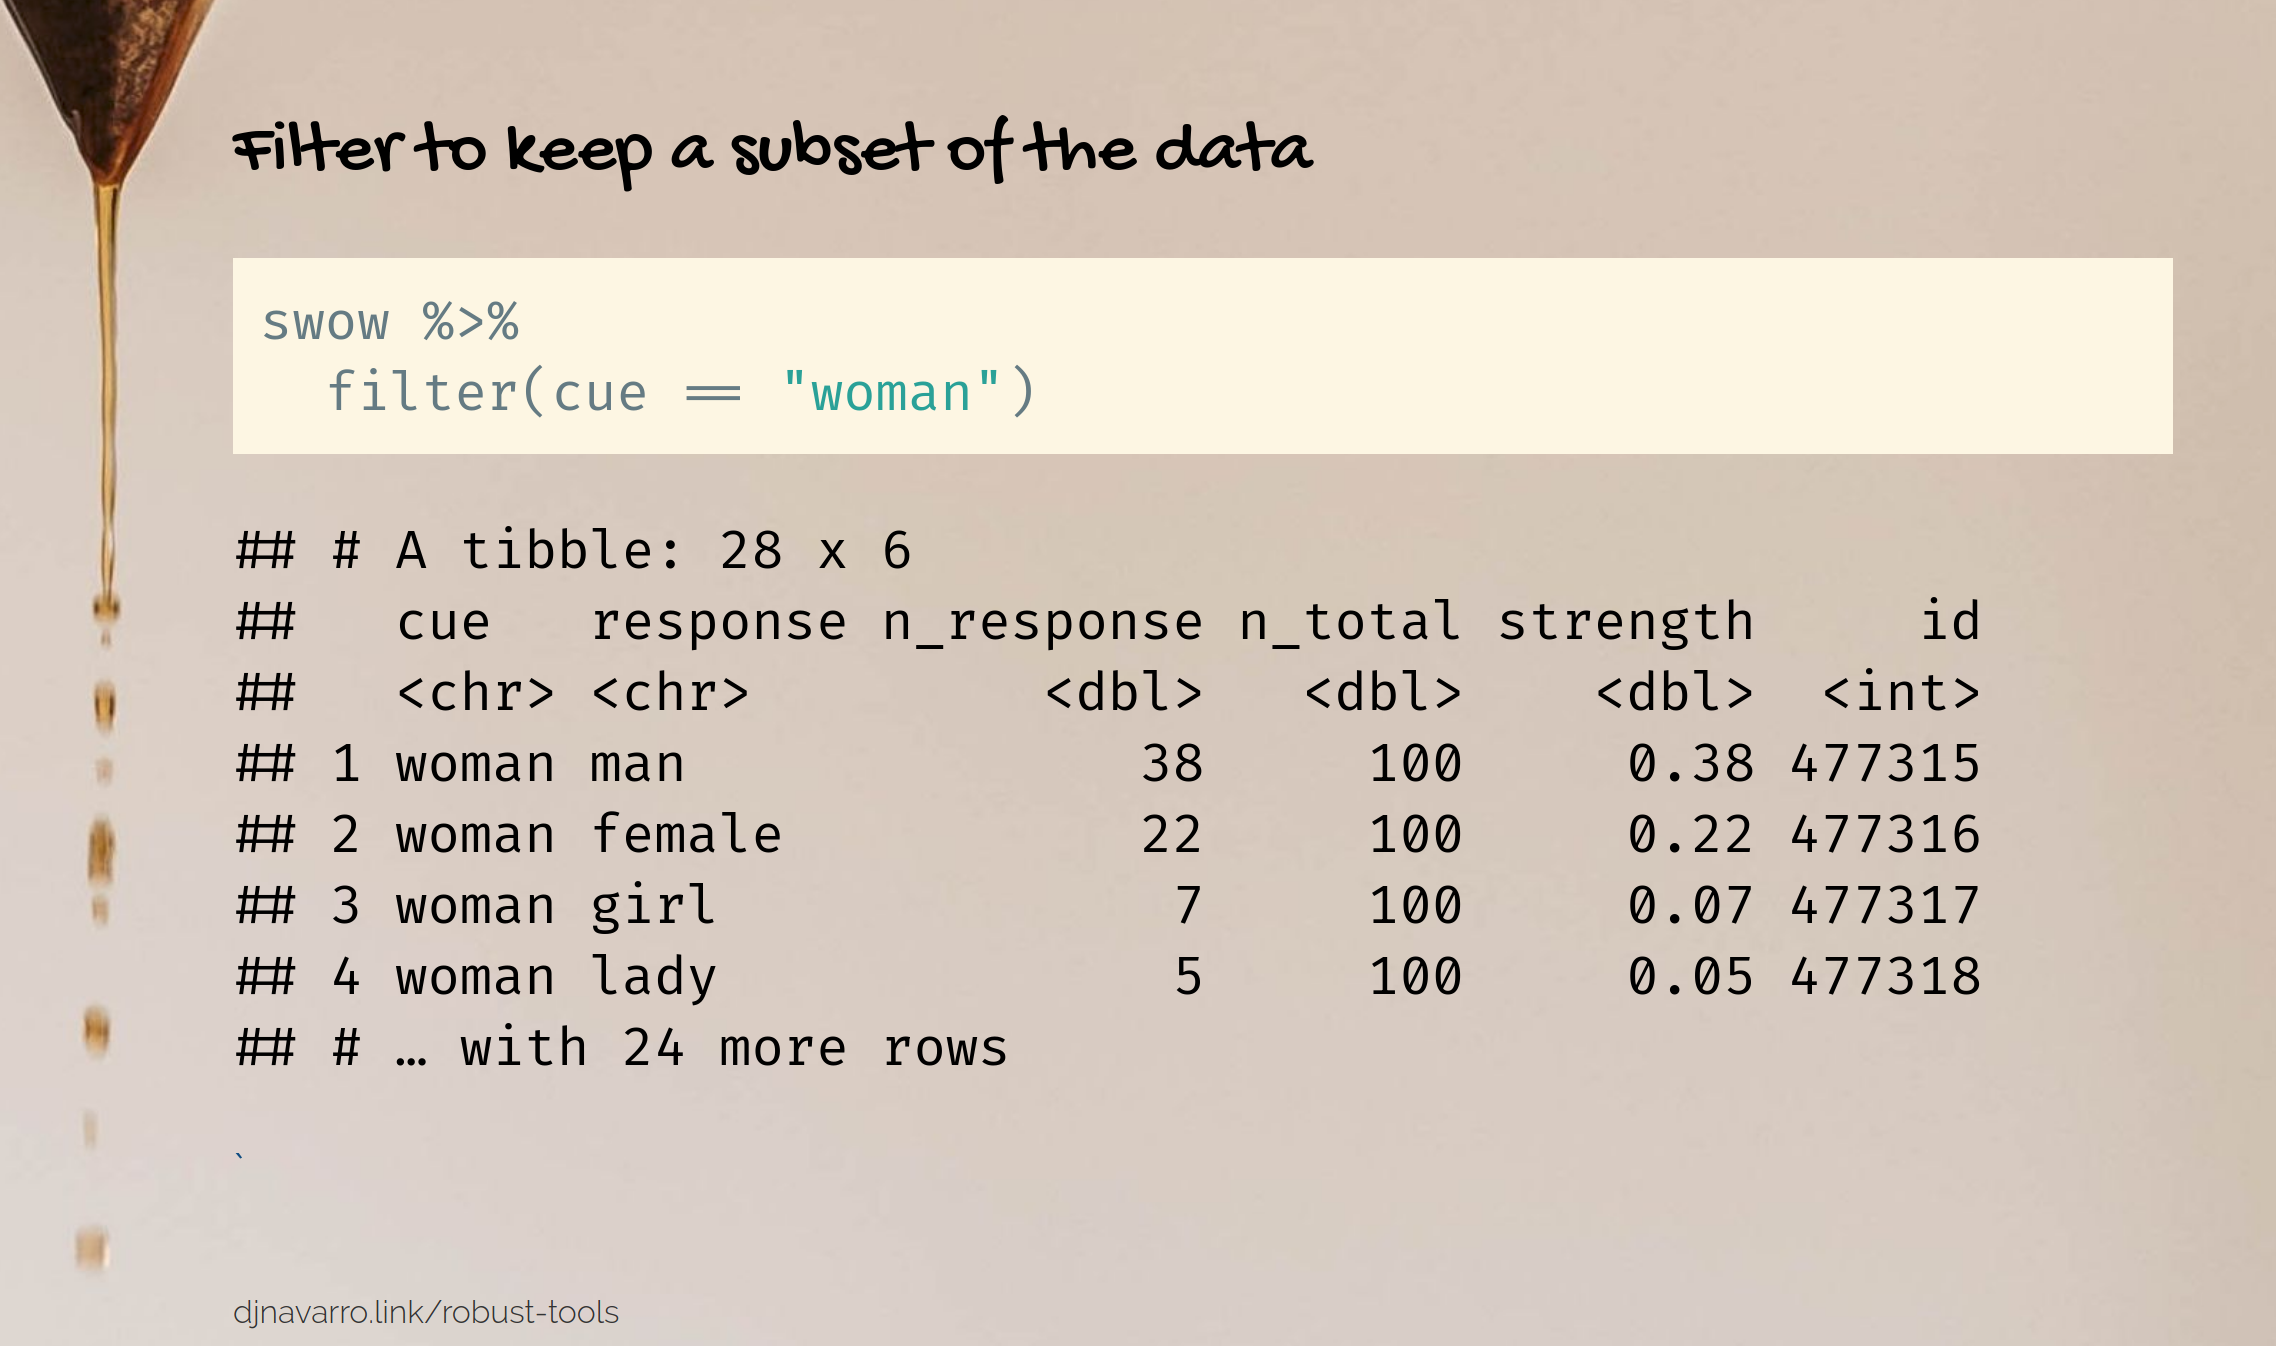 Filter to keep a subset of the data
swow %>%
  filter(cue == "woman")
## # A tibble: 28 x 6
##   cue   response n_response n_total strength     id
##   <chr> <chr>         <dbl>   <dbl>    <dbl>  <int>
## 1 woman man              38     100     0.38 477315
## 2 woman female           22     100     0.22 477316
## 3 woman girl              7     100     0.07 477317
## 4 woman lady              5     100     0.05 477318
## # … with 24 more rows
`
djnavarro.link/robust-tools